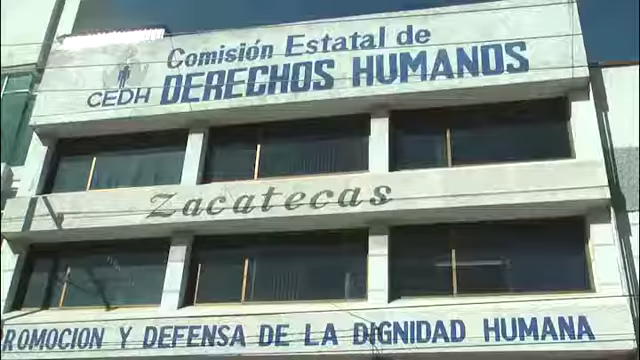 Comisión Estatal de
CEDH DERECHOS HUMANOS
Zacatecas
ROMOCION Y DEFENSA DE LA DIGNIDAD HUMANA